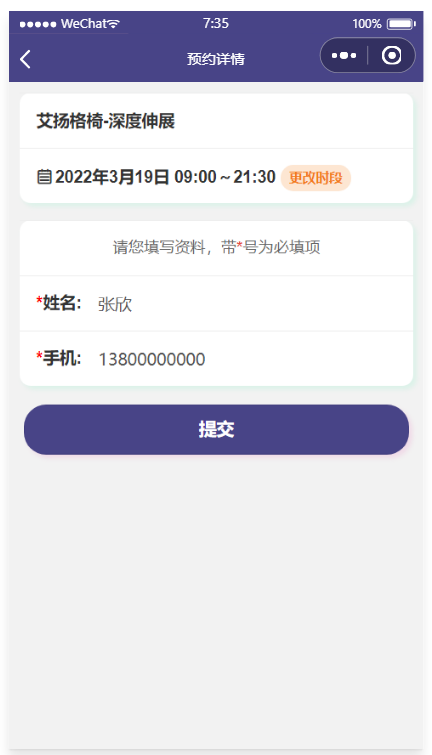 WeChat 7:35 100%
预约详情
艾扬格椅-深度伸展
2022年3月19日 09:00～21:30 更改时段
请您填写资料，带*号为必填项
*姓名: 张欣
*手机: 13800000000
提交